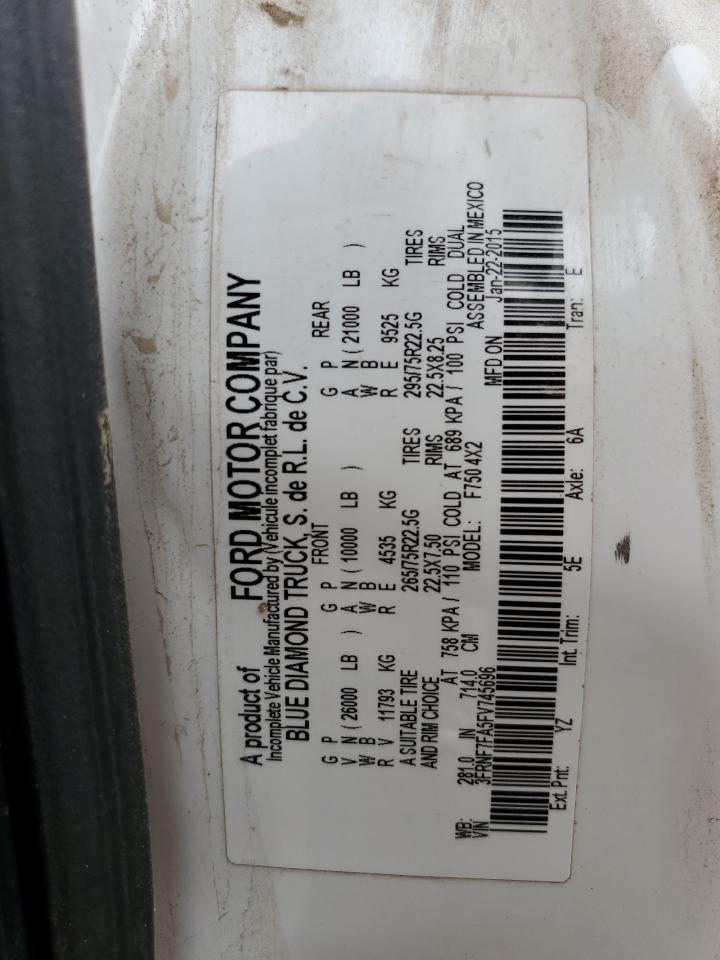 A product of FORD MOTOR COMPANY
Incomplete Vehicle Manufactured by (Vehicule incomplet fabrique par)
BLUE DIAMOND TRUCK, S. de R.L. de C.V.
FRONT REAR
G P G P G P
V N ( 26000 LB ) A N ( 10000 LB ) A N ( 21000 LB )
W B W B W B
R V 11793 KG R E 4535 KG R E 9525 KG
A SUITABLE TIRE 265/75R22.5G TIRES 295/75R22.5G TIRES
AND RIM CHOICE 22.5X7.50 RIMS 22.5X8.25 RIMS
AT 758 KPA / 110 PSI COLD AT 689 KPA / 100 PSI COLD DUAL
WB: 281.0 IN 714.0 CM MODEL: F750 4X2 ASSEMBLED IN MEXICO
VIN 3FRNF7FA5FV745696 MFD ON Jan-22-2015
Ext. Pnt: YZ Int. Trim: 5E Axle: 6A Tran: E